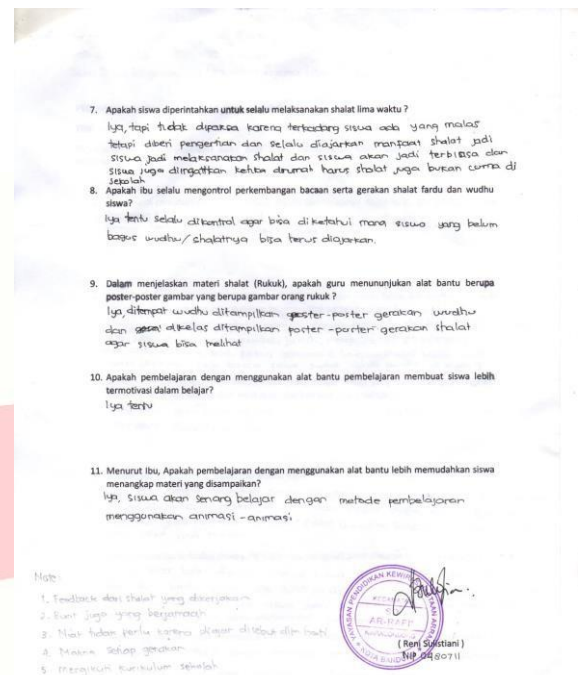 7. Apakah siswa diperintahkan untuk selalu melaksanakan shalat lima waktu ?
Iya, tapi tidak dipaksa karena terkadang siswa ada yang malas
tetapi diberi pengertian dan selalu diajarkan manfaat shalat jadi
siswa jadi melaksanakan shalat dan siswa akan jadi terbiasa dan
siswa juga diingatkan ketika dirumah harus shalat juga bukan cuma di
sekolah
8. Apakah ibu selalu mengontrol perkembangan bacaan serta gerakan shalat fardu dan wudhu
siswa?
Iya tentu selalu dikontrol agar bisa diketahui mana siswa yang belum
bagus wudhu/shalatnya bisa terus diajarkan.
9. Dalam menjelaskan materi shalat (Rukuk), apakah guru menununjukan alat bantu berupa
poster-poster gambar yang berupa gambar orang rukuk ?
Iya, ditempat wudhu ditampilkan poster-poster gerakan wudhu
dan dikelas ditampilkan poster-poster gerakan shalat
agar siswa bisa melihat
10. Apakah pembelajaran dengan menggunakan alat bantu pembelajaran membuat siswa lebih
termotivasi dalam belajar?
Iya tentu
11. Menurut Ibu, Apakah pembelajaran dengan menggunakan alat bantu lebih memudahkan siswa
menangkap materi yang disampaikan?
Iya, siswa akan senang belajar dengan metode pembelajaran
menggunakan animasi-animasi
Note:
1. Feedback dari shalat yang dikerjakan
2. yang berjamaah
3. Niat tidak perlu karena disebut dlm hati
4. Makna setiap gerakan
5. mengikuti kurikulum sekolah
AR-RAFF
( Reni Sulistiani )
NIP 0480711